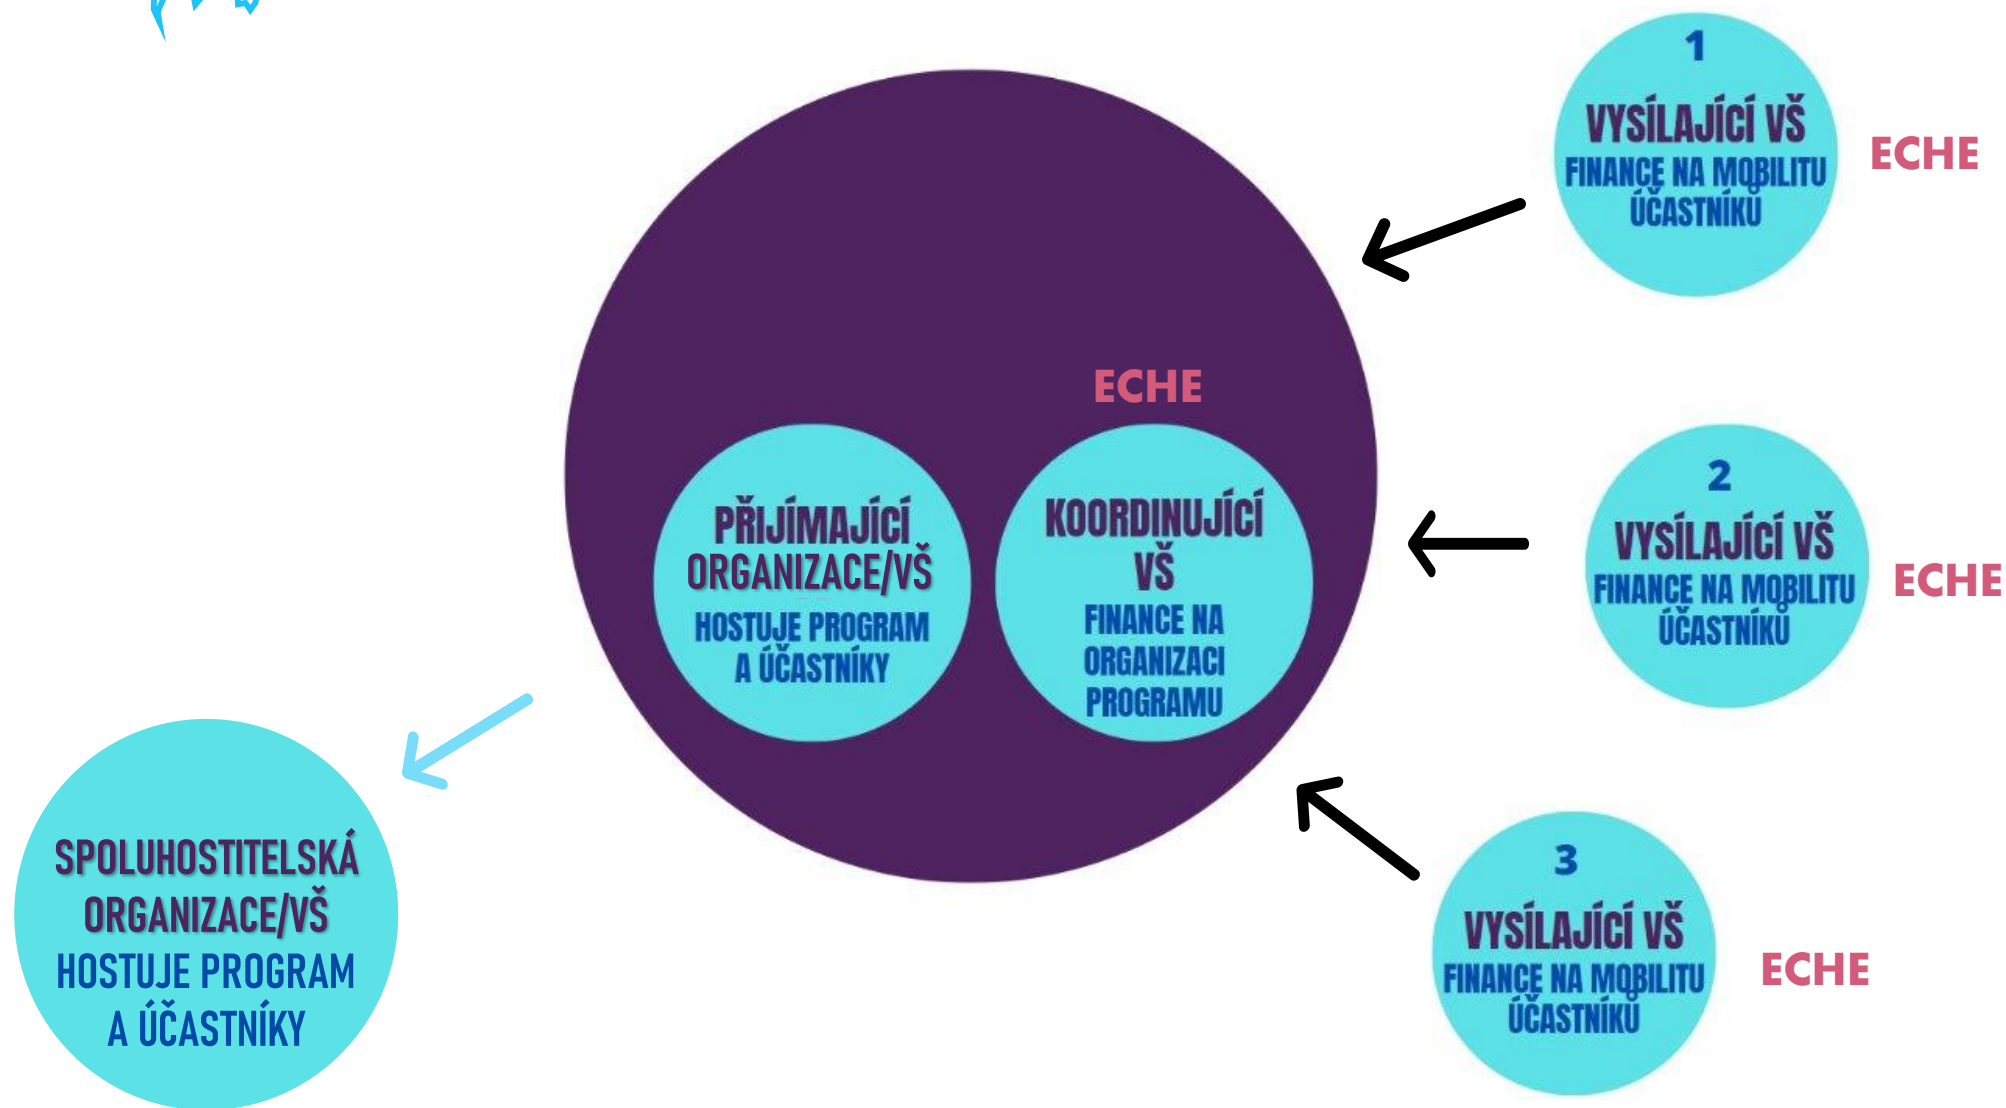 1
VYSÍLAJÍCÍ VŠ
FINANCE NA MOBILITU
ÚČASTNÍKŮ
ECHE
ECHE
PŘIJÍMAJÍCÍ
ORGANIZACE/VŠ
HOSTUJE PROGRAM
A ÚČASTNÍKY
KOORDINUJÍCÍ
VŠ
FINANCE NA
ORGANIZACI
PROGRAMU
2
VYSÍLAJÍCÍ VŠ
FINANCE NA MOBILITU
ÚČASTNÍKŮ
ECHE
SPOLUHOSTITELSKÁ
ORGANIZACE/VŠ
HOSTUJE PROGRAM
A ÚČASTNÍKY
3
VYSÍLAJÍCÍ VŠ
FINANCE NA MOBILITU
ÚČASTNÍKŮ
ECHE